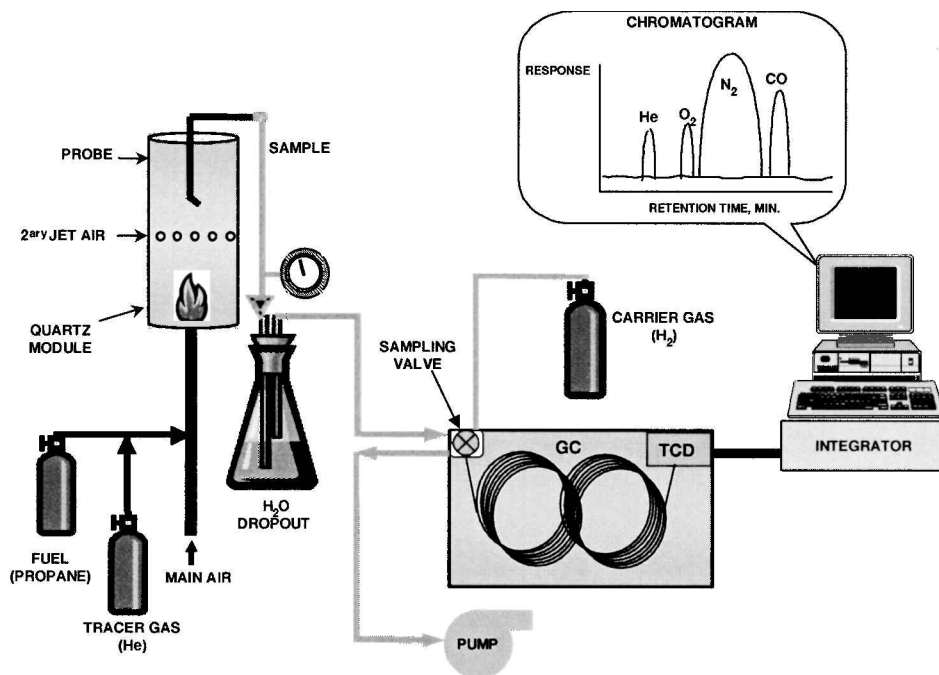 CHROMATOGRAM
RESPONSE
He
O2
N2
CO
RETENTION TIME, MIN.
PROBE
SAMPLE
2ary JET AIR
QUARTZ
MODULE
CARRIER GAS
(H2)
SAMPLING
VALVE
GC
TCD
INTEGRATOR
H2O
DROPOUT
FUEL
(PROPANE)
MAIN AIR
TRACER GAS
(He)
PUMP